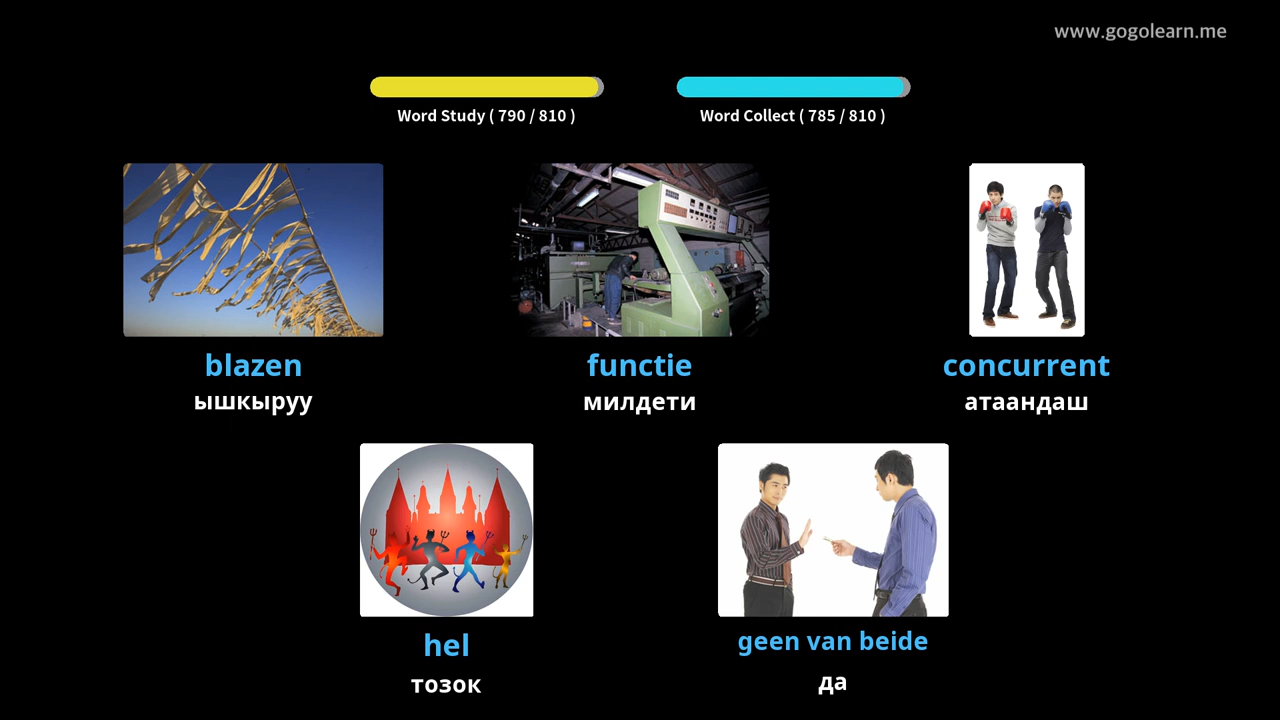 www.gogolearn.me
Word Study ( 790 / 810 )
Word Collect ( 785 / 810 )
blazen
ышкыруу
functie
милдети
concurrent
атаандаш
hel
тозок
geen van beide
да